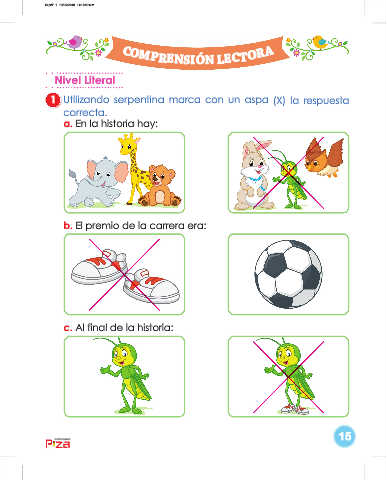 COMPRENSIÓN LECTORA
Nivel Literal
1 Utilizando serpentina marca con un aspa (X) la respuesta
correcta.
a. En la historia hay:
b. El premio de la carrera era:
c. Al final de la historia:
15